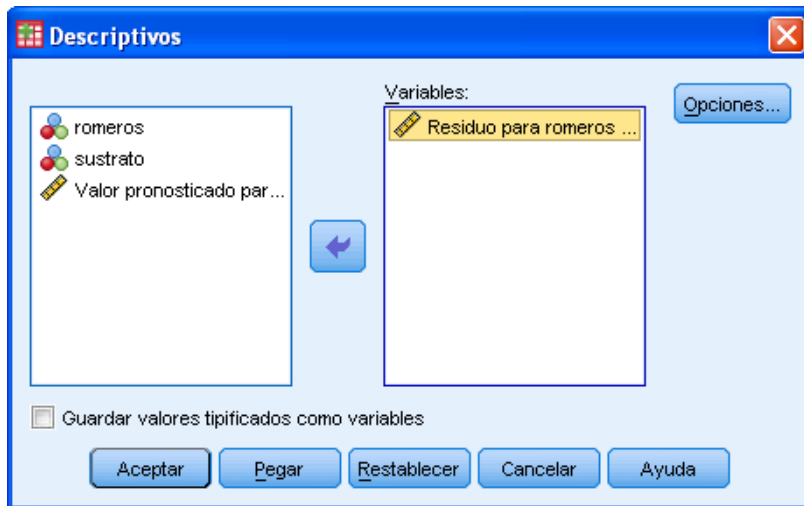 Descriptivos
romeros
sustrato
Valor pronosticado par...
Variables:
Residuo para romeros ...
Opciones...
Guardar valores tipificados como variables
Aceptar
Pegar
Restablecer
Cancelar
Ayuda